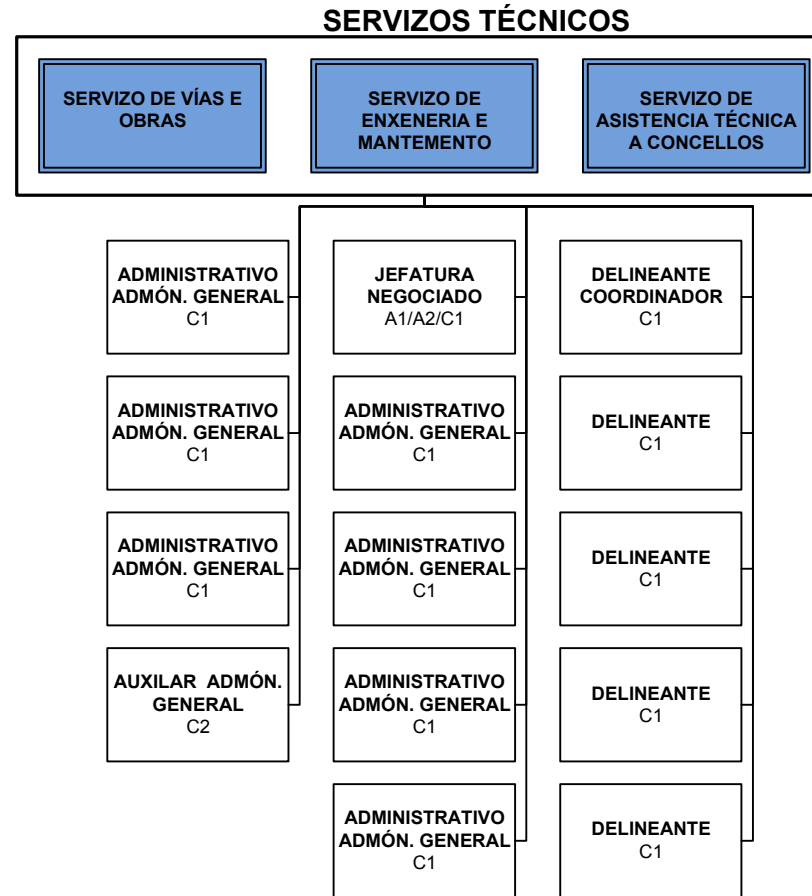 SERVIZOS TÉCNICOS
SERVIZO DE VÍAS E
OBRAS
SERVIZO DE
ENXENERIA E
MANTEMENTO
SERVIZO DE
ASISTENCIA TÉCNICA
A CONCELLOS
ADMINISTRATIVO
ADMÓN. GENERAL
C1
JEFATURA
NEGOCIADO
A1/A2/C1
DELINEANTE
COORDINADOR
C1
ADMINISTRATIVO
ADMÓN. GENERAL
C1
ADMINISTRATIVO
ADMÓN. GENERAL
C1
DELINEANTE
C1
ADMINISTRATIVO
ADMÓN. GENERAL
C1
ADMINISTRATIVO
ADMÓN. GENERAL
C1
DELINEANTE
C1
AUXILAR ADMÓN.
GENERAL
C2
ADMINISTRATIVO
ADMÓN. GENERAL
C1
DELINEANTE
C1
ADMINISTRATIVO
ADMÓN. GENERAL
C1
DELINEANTE
C1